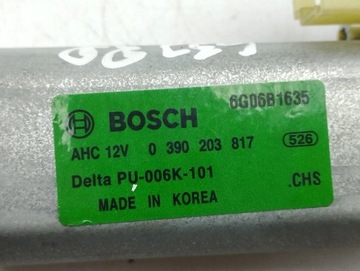 6G06B1635
BOSCH
AHC 12V 0 390 203 817 526
Delta PU-006K-101 .CHS
MADE IN KOREA